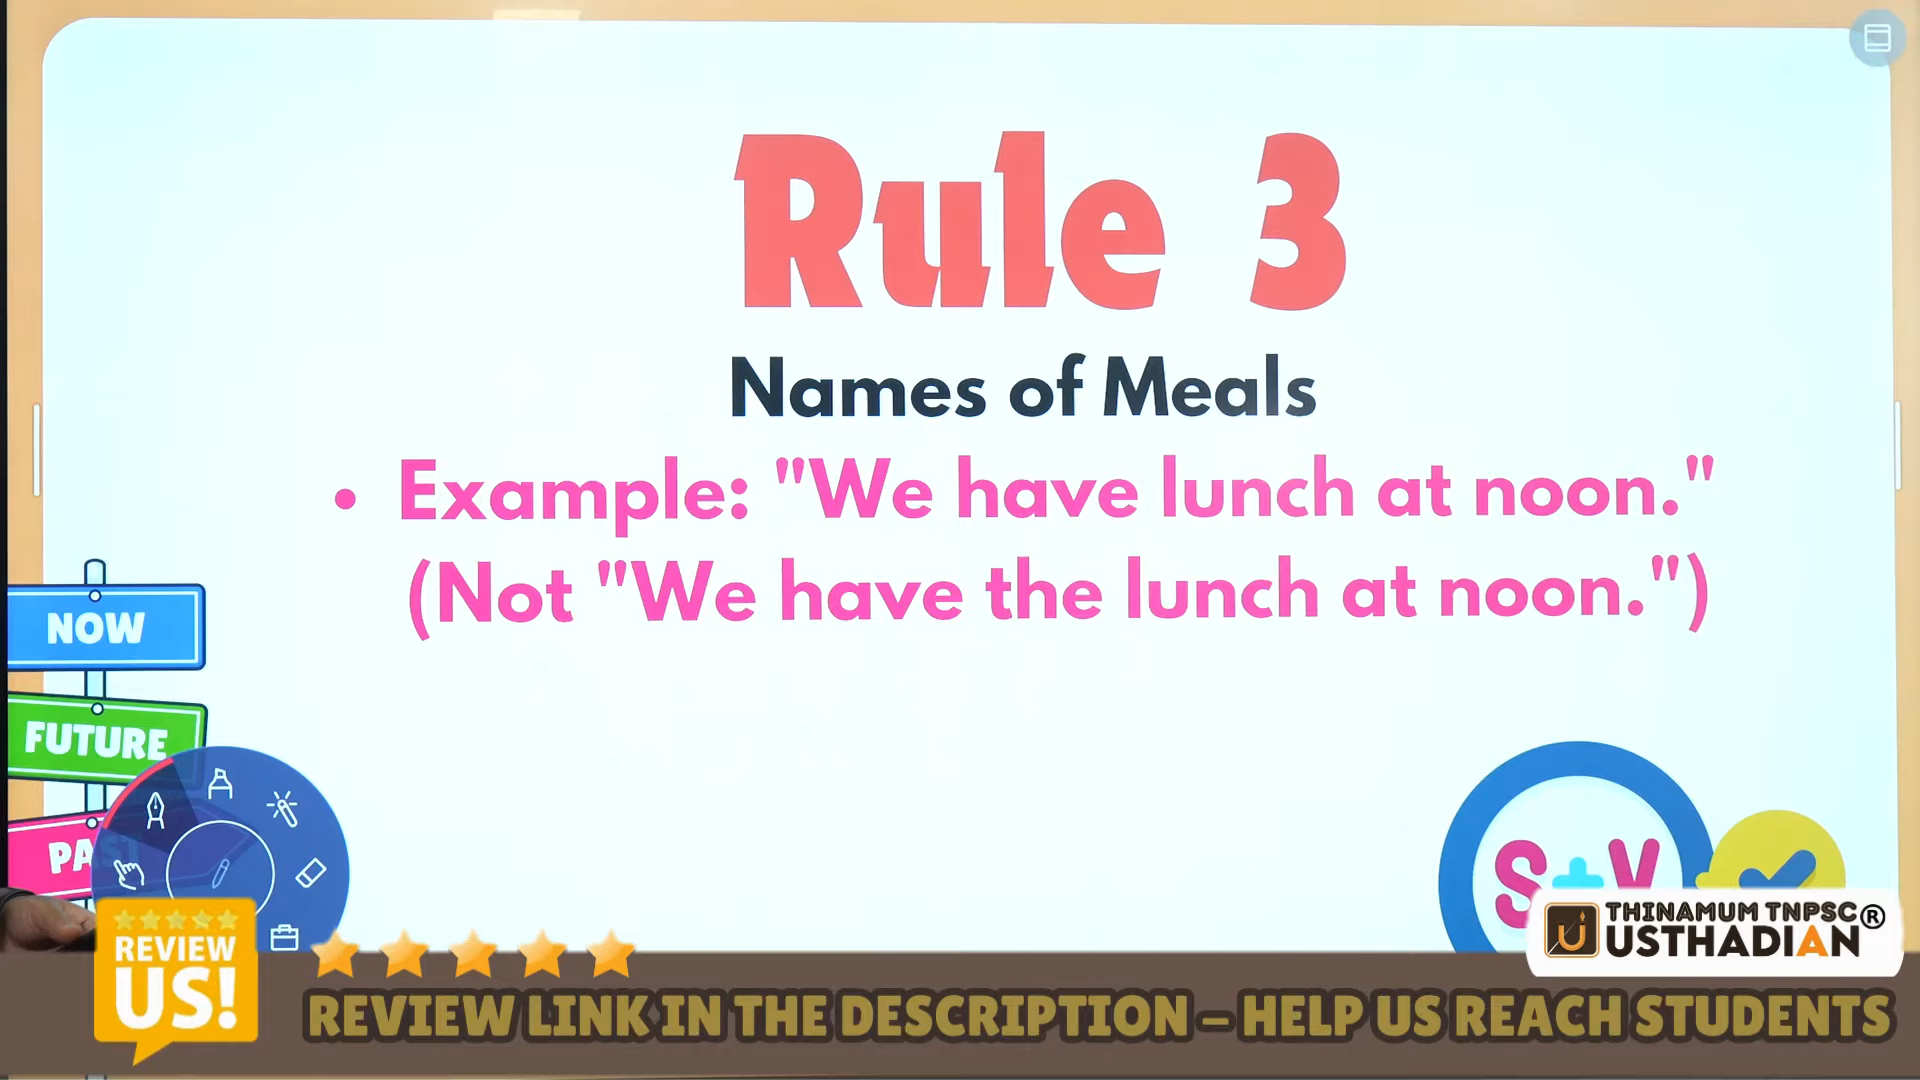 Rule 3
Names of Meals
• Example: "We have lunch at noon."
(Not "We have the lunch at noon.")
NOW
FUTURE
PAST
S+V
REVIEW
US!
THINAMUM TNPSC®
USTHADIAN
REVIEW LINK IN THE DESCRIPTION – HELP US REACH STUDENTS